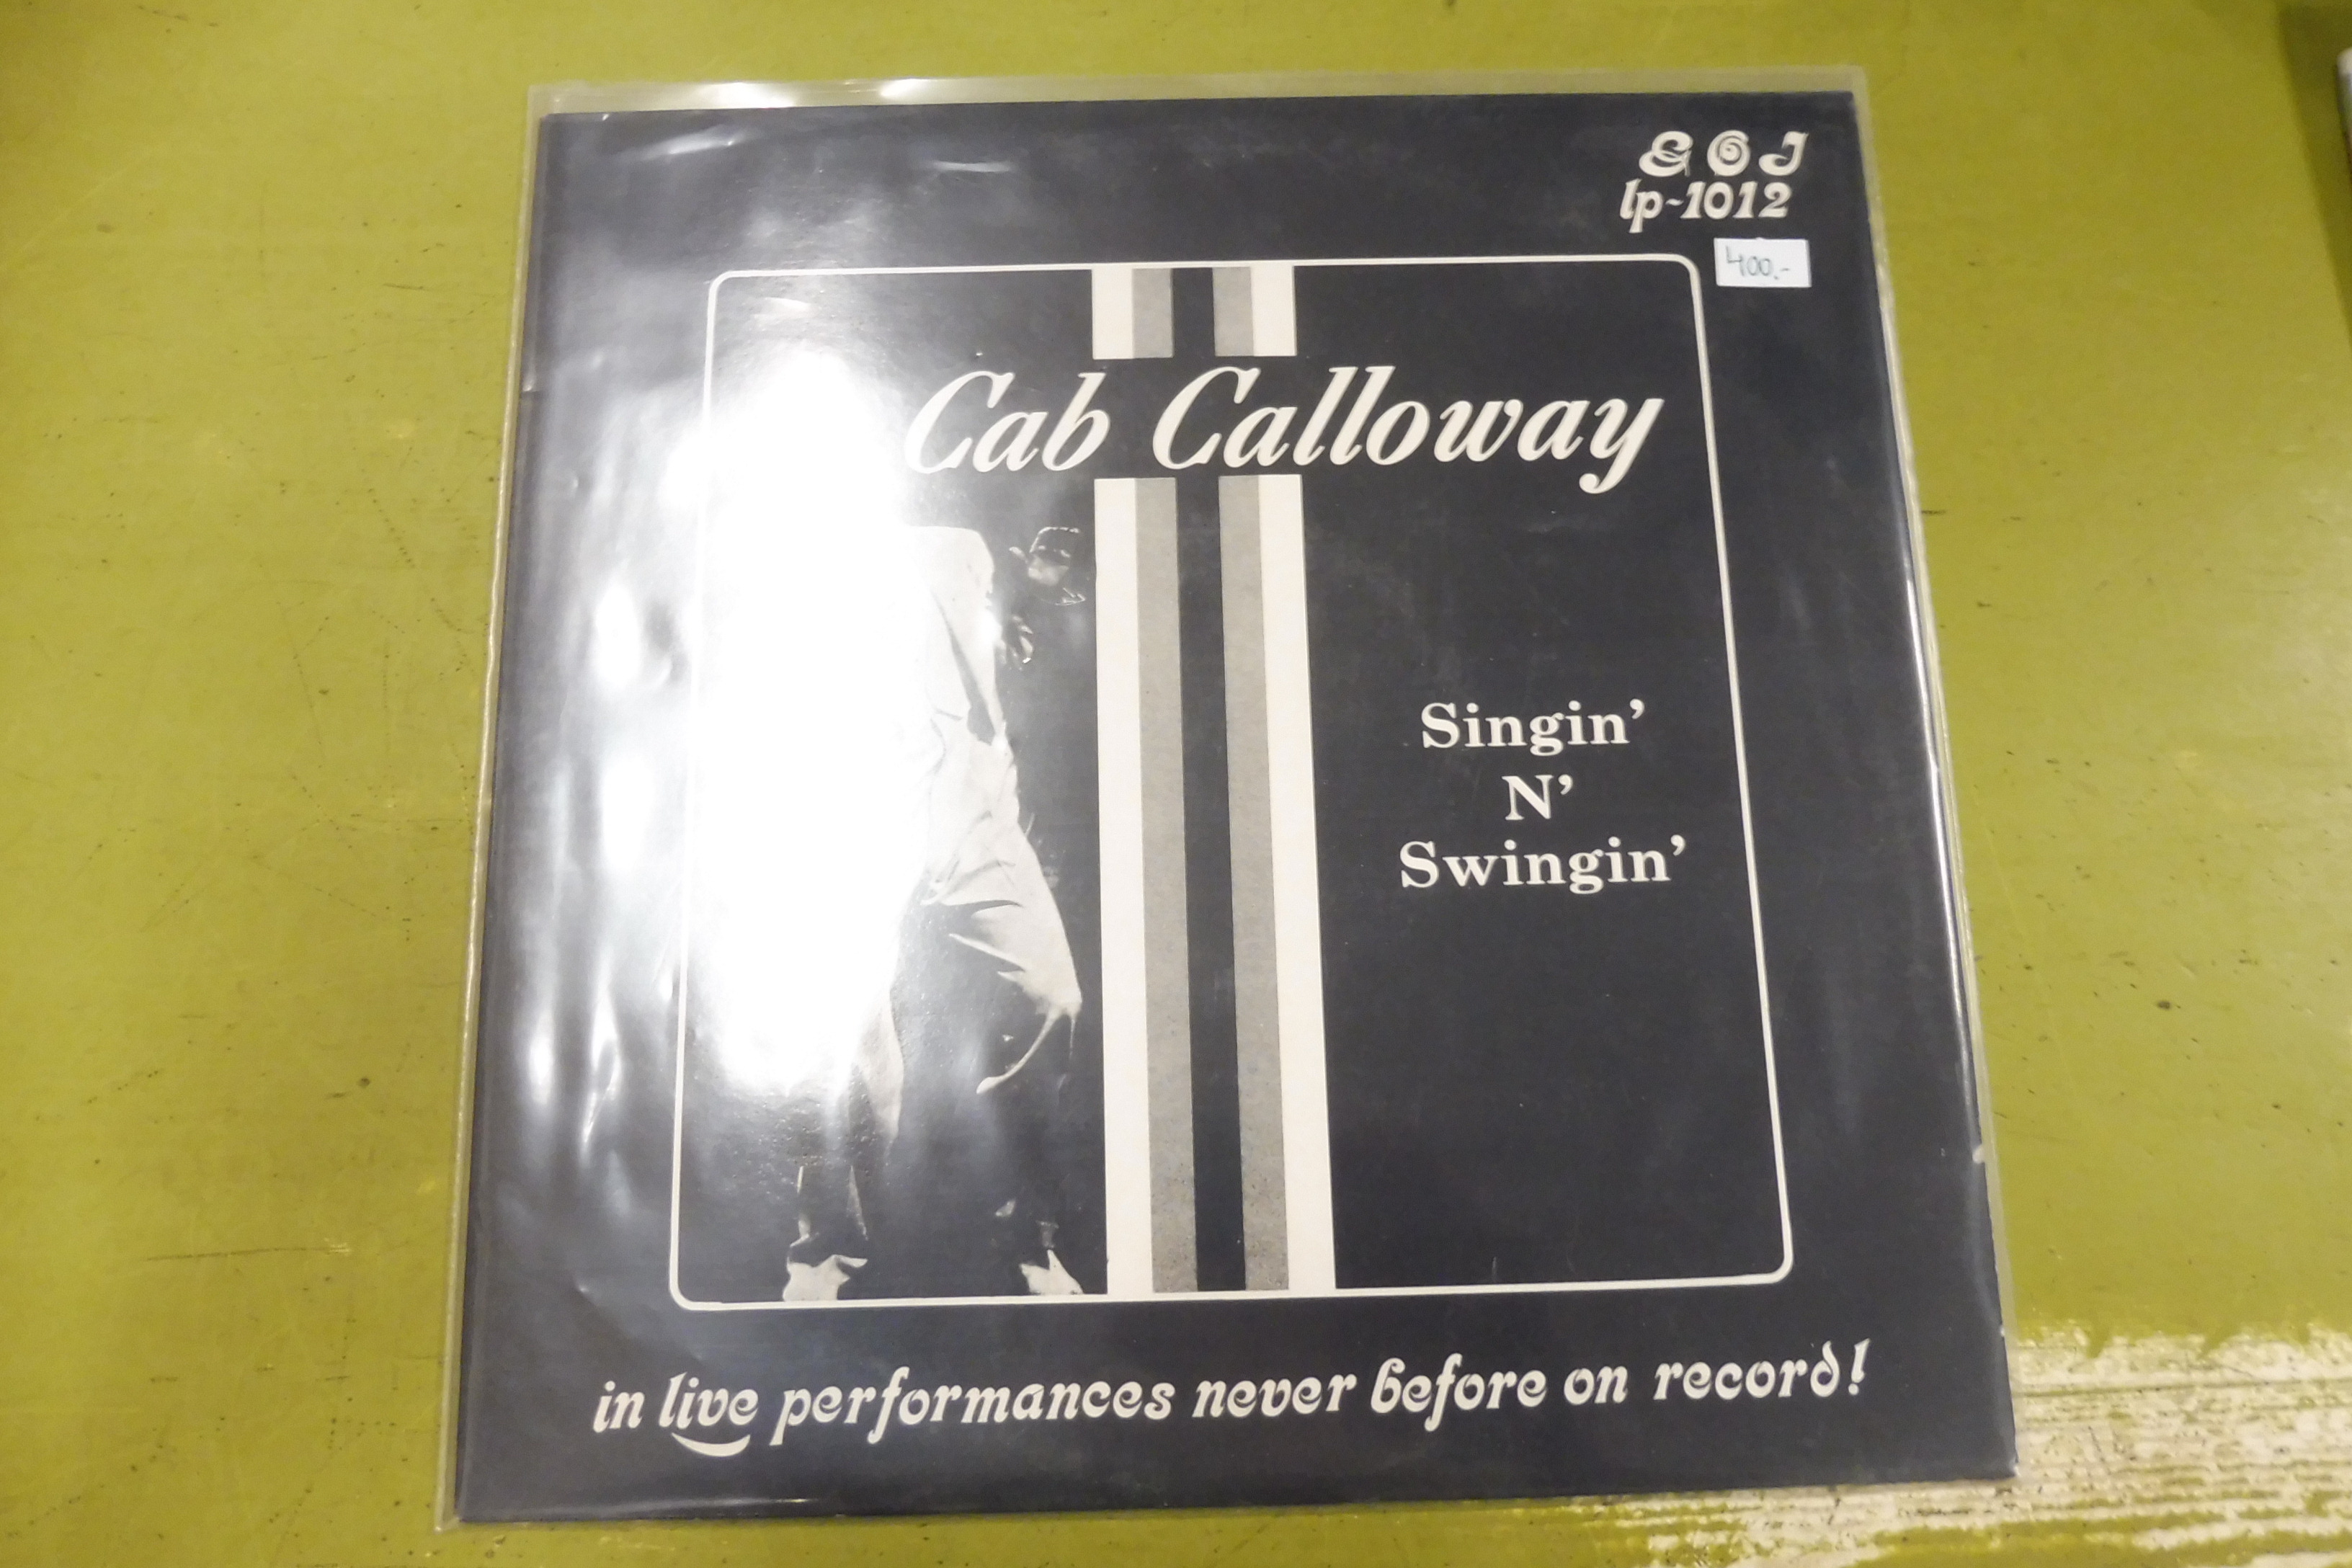 G O J
lp-1012
400.-
Cab Calloway
Singin'
N'
Swingin'
in live performances never before on record!